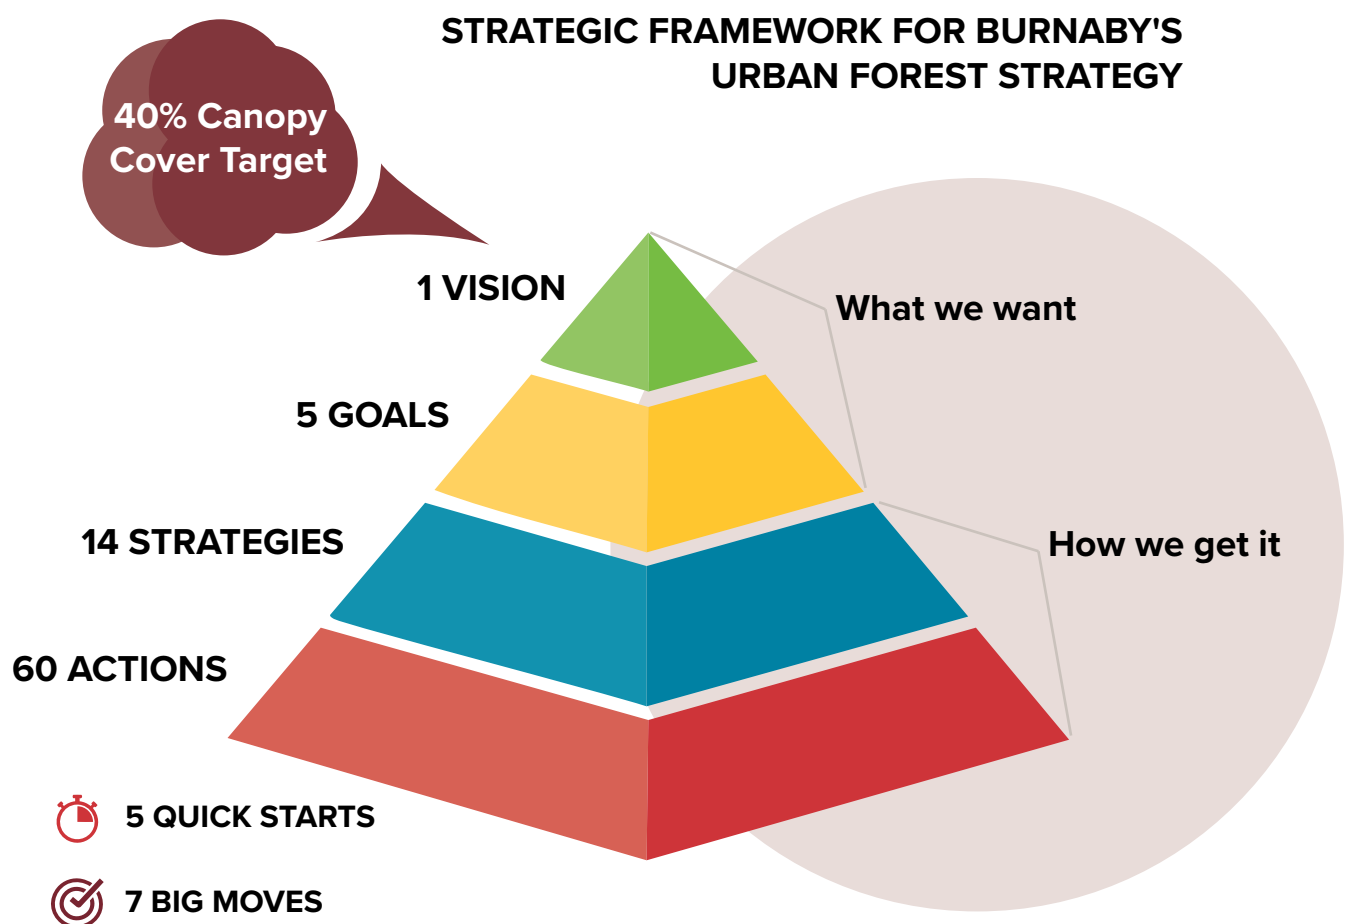 STRATEGIC FRAMEWORK FOR BURNABY'S
URBAN FOREST STRATEGY
40% Canopy
Cover Target
1 VISION
What we want
5 GOALS
14 STRATEGIES
How we get it
60 ACTIONS
5 QUICK STARTS
7 BIG MOVES